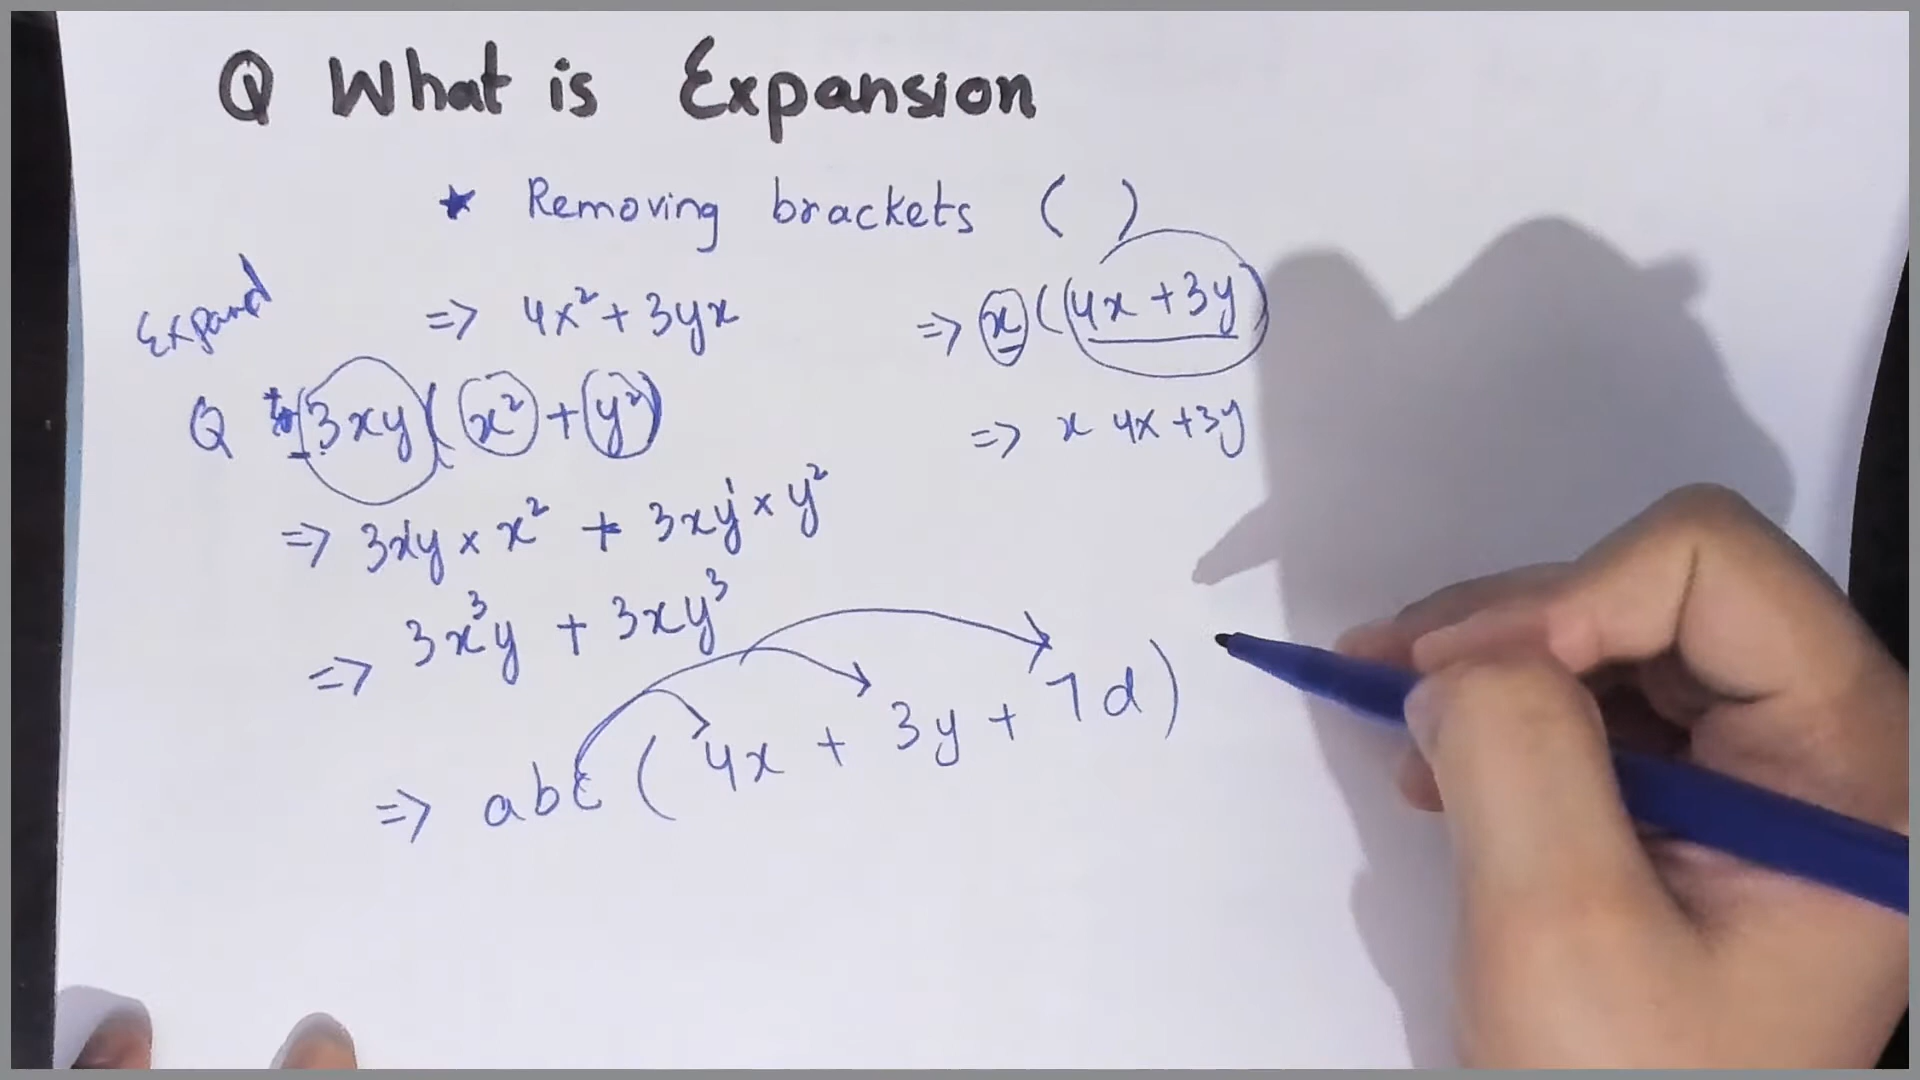 Q What is Expansion
* Removing brackets ( )
Expand
=> 4x² + 3yx
=> x ( (4x + 3y)
Q 3xy ( x² + y² )
=> x 4x + 3y
=> 3xy × x² + 3xy × y²
=> 3x³y + 3xy³
=> abc ( 4x + 3y + 7d )